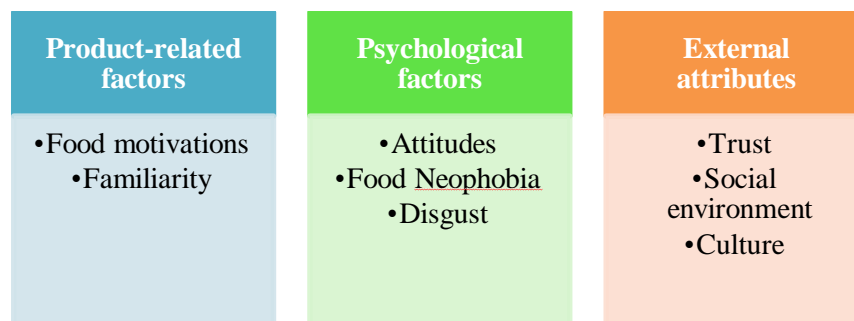 Product-related
factors
•Food motivations
•Familiarity
Psychological
factors
•Attitudes
•Food Neophobia
•Disgust
External
attributes
•Trust
•Social
environment
•Culture